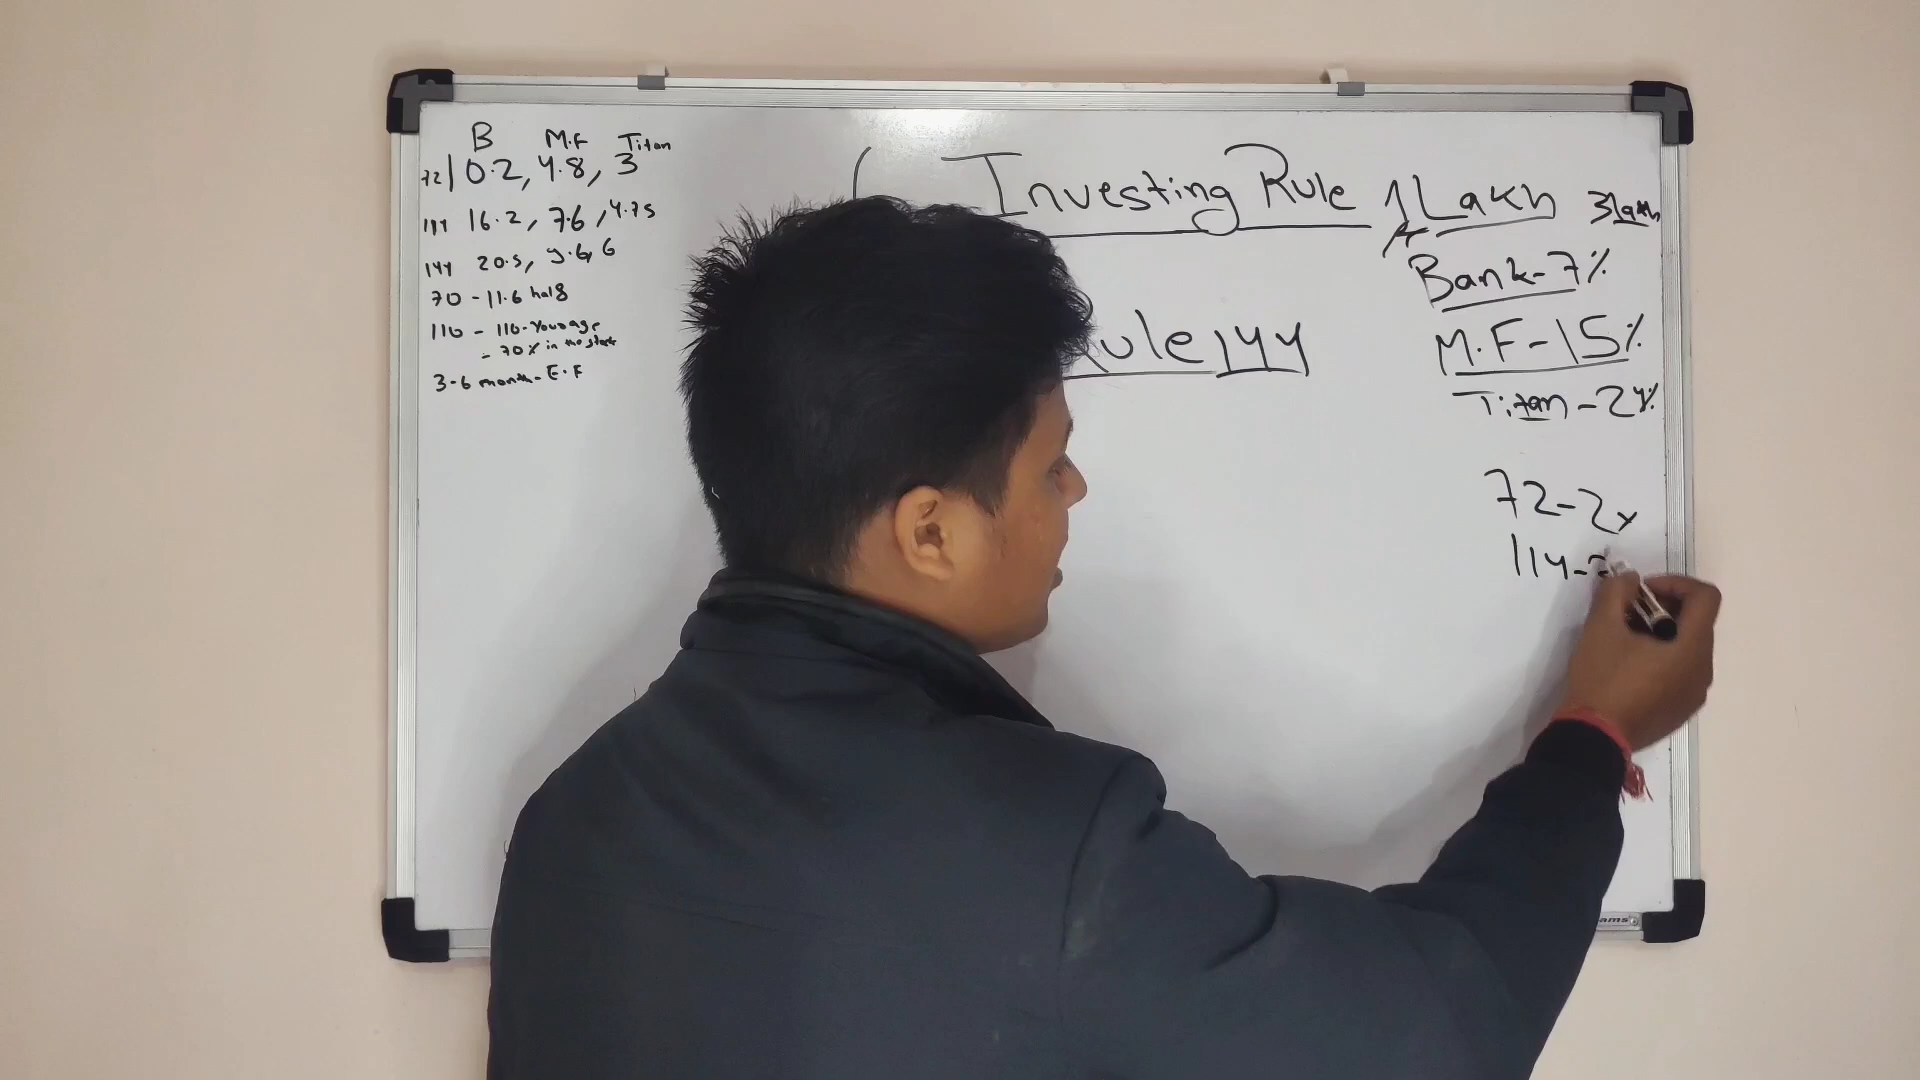 B M.F Titan
72 10.2, 4.8, 3
114 16.2, 7.6, 4.75
144 20.5, 9.6, 6
70 - 11.6 half
110 - 110 - your age
- 70% in the stock
3-6 month - E.F
Investing Rule
1 Lakh 3 Lakh
Bank - 7%
M.F - 15%
Titan - 24%
Rule 144
72 - 2x
114 -